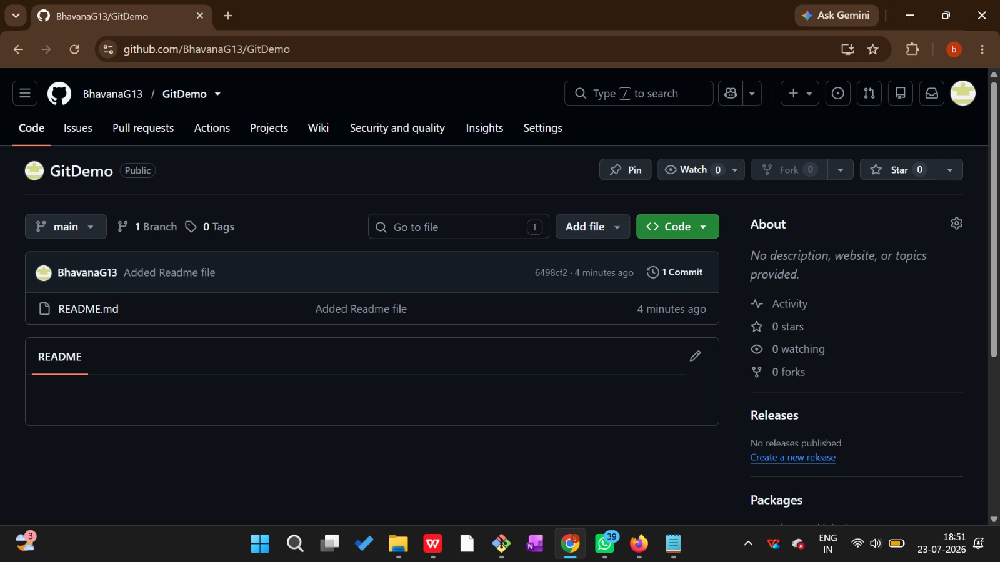 BhavanaG13/GitDemo
Ask Gemini
github.com/BhavanaG13/GitDemo
b
BhavanaG13 / GitDemo
Type / to search
Code Issues Pull requests Actions Projects Wiki Security and quality Insights Settings
GitDemo Public
Pin Watch 0 Fork 0 Star 0
main 1 Branch 0 Tags Go to file T Add file Code
BhavanaG13 Added Readme file 6498cf2 · 4 minutes ago 1 Commit
README.md Added Readme file 4 minutes ago
README
About
No description, website, or topics
provided.
Activity
0 stars
0 watching
0 forks
Releases
No releases published
Create a new release
Packages
3
W
N
b
39
ENG
IN
18:51
23-07-2026